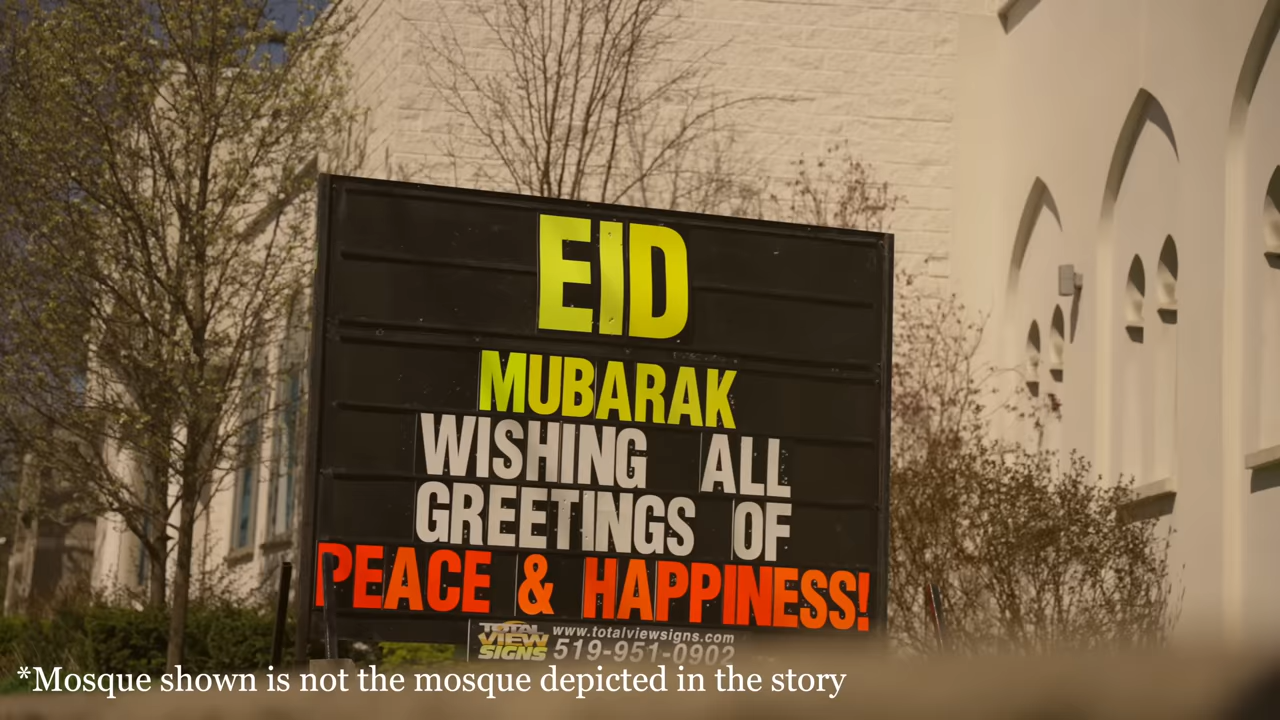 EID
MUBARAK
WISHING ALL
GREETINGS OF
PEACE & HAPPINESS!
TOTAL
VIEW
SIGNS
www.totalviewsigns.com
519-951-0902
*Mosque shown is not the mosque depicted in the story